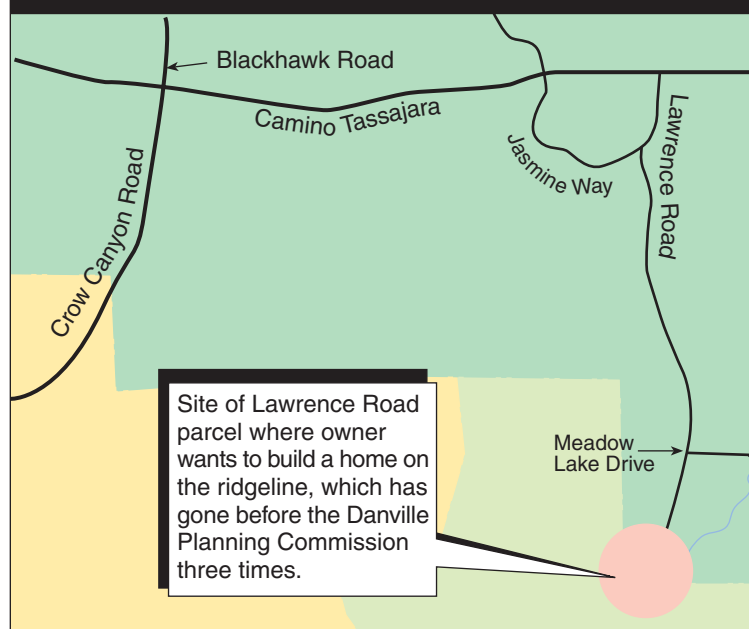 Blackhawk Road
Camino Tassajara
Lawrence Road
Jasmine Way
Crow Canyon Road
Site of Lawrence Road
parcel where owner
wants to build a home on
the ridgeline, which has
gone before the Danville
Planning Commission
three times.
Meadow
Lake Drive